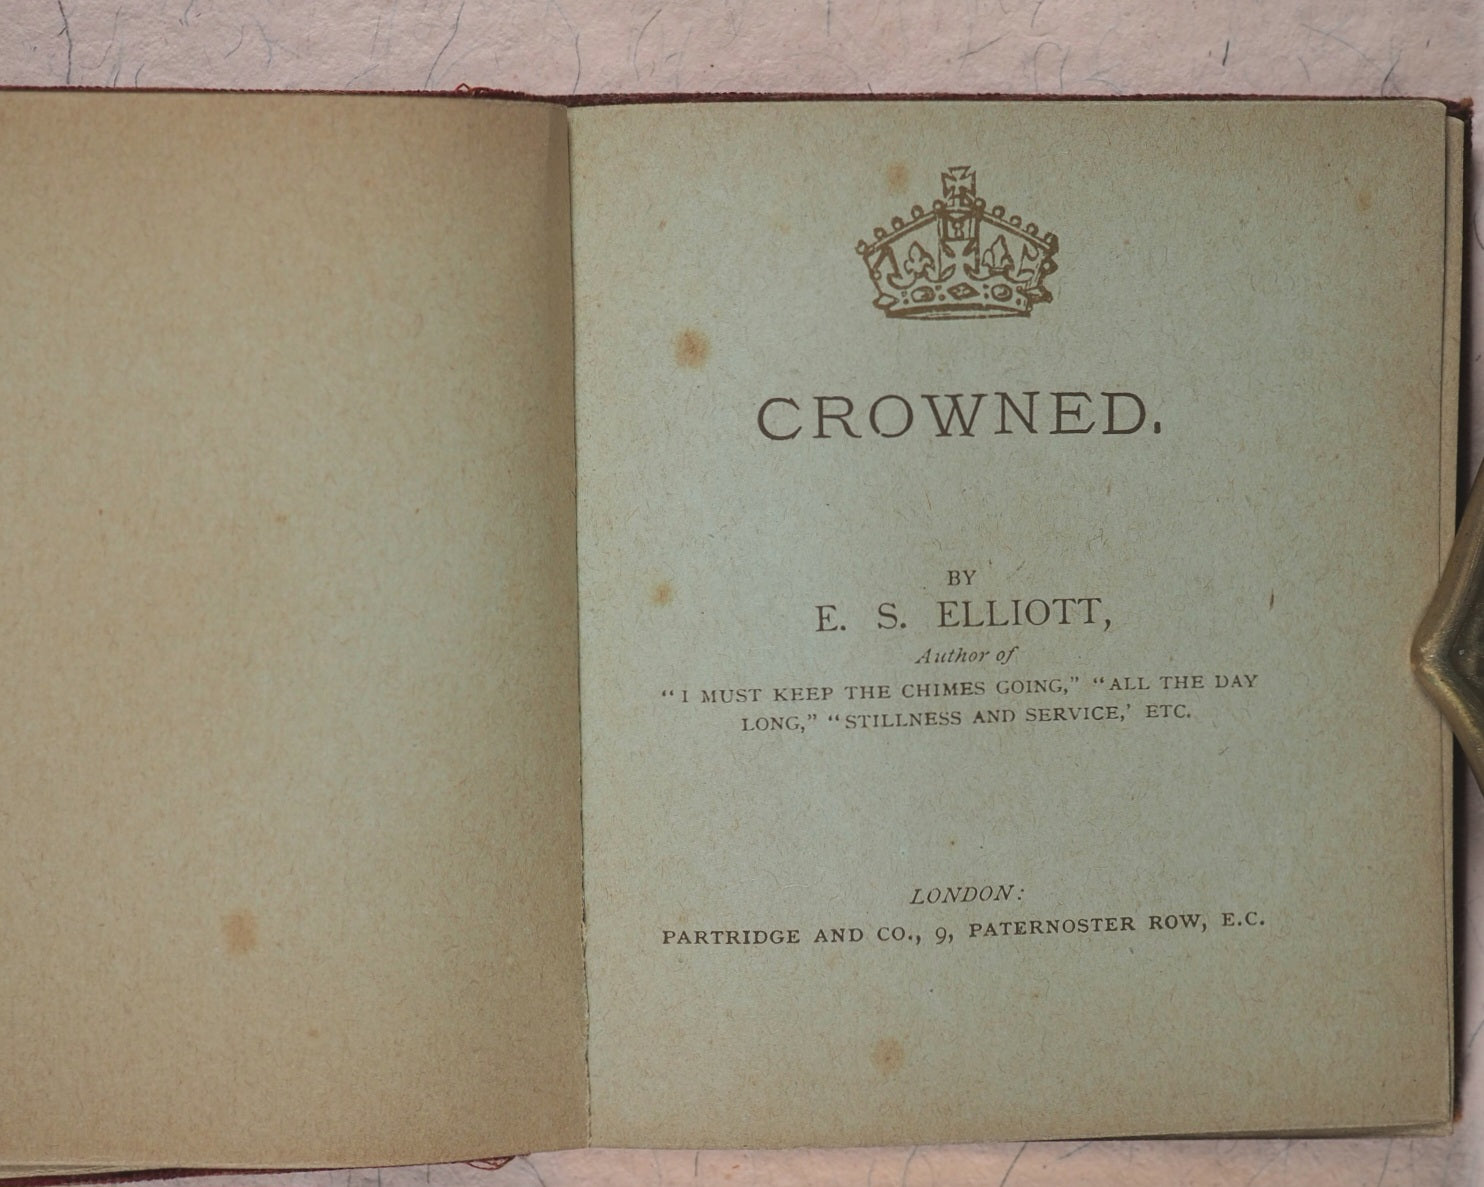 CROWNED.
BY
E. S. ELLIOTT,
Author of
“I MUST KEEP THE CHIMES GOING,” “ALL THE DAY
LONG,” “STILLNESS AND SERVICE,’ ETC.
LONDON:
PARTRIDGE AND CO., 9, PATERNOSTER ROW, E.C.